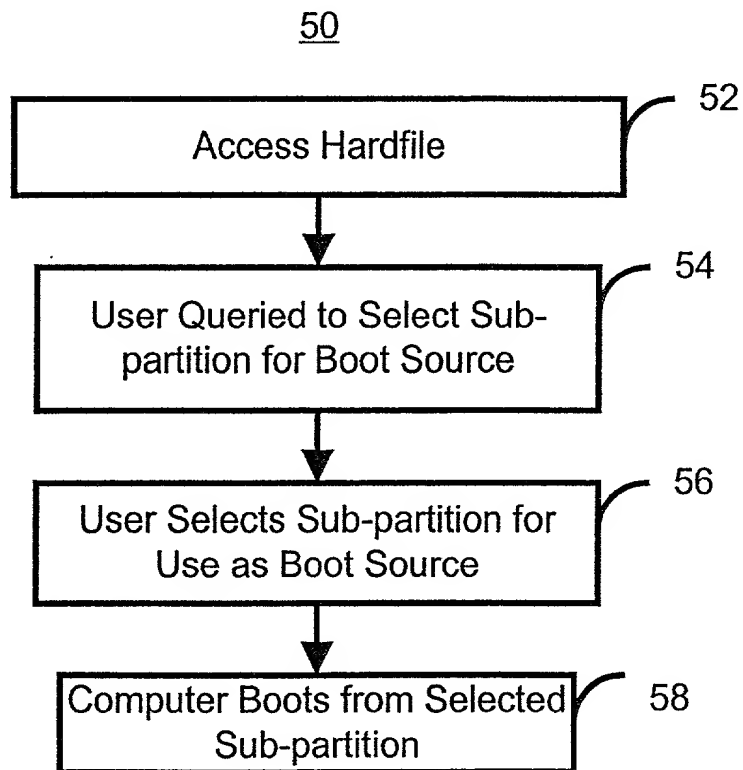 50
Access Hardfile
52
User Queried to Select Sub-
partition for Boot Source
54
User Selects Sub-partition for
Use as Boot Source
56
Computer Boots from Selected
Sub-partition
58